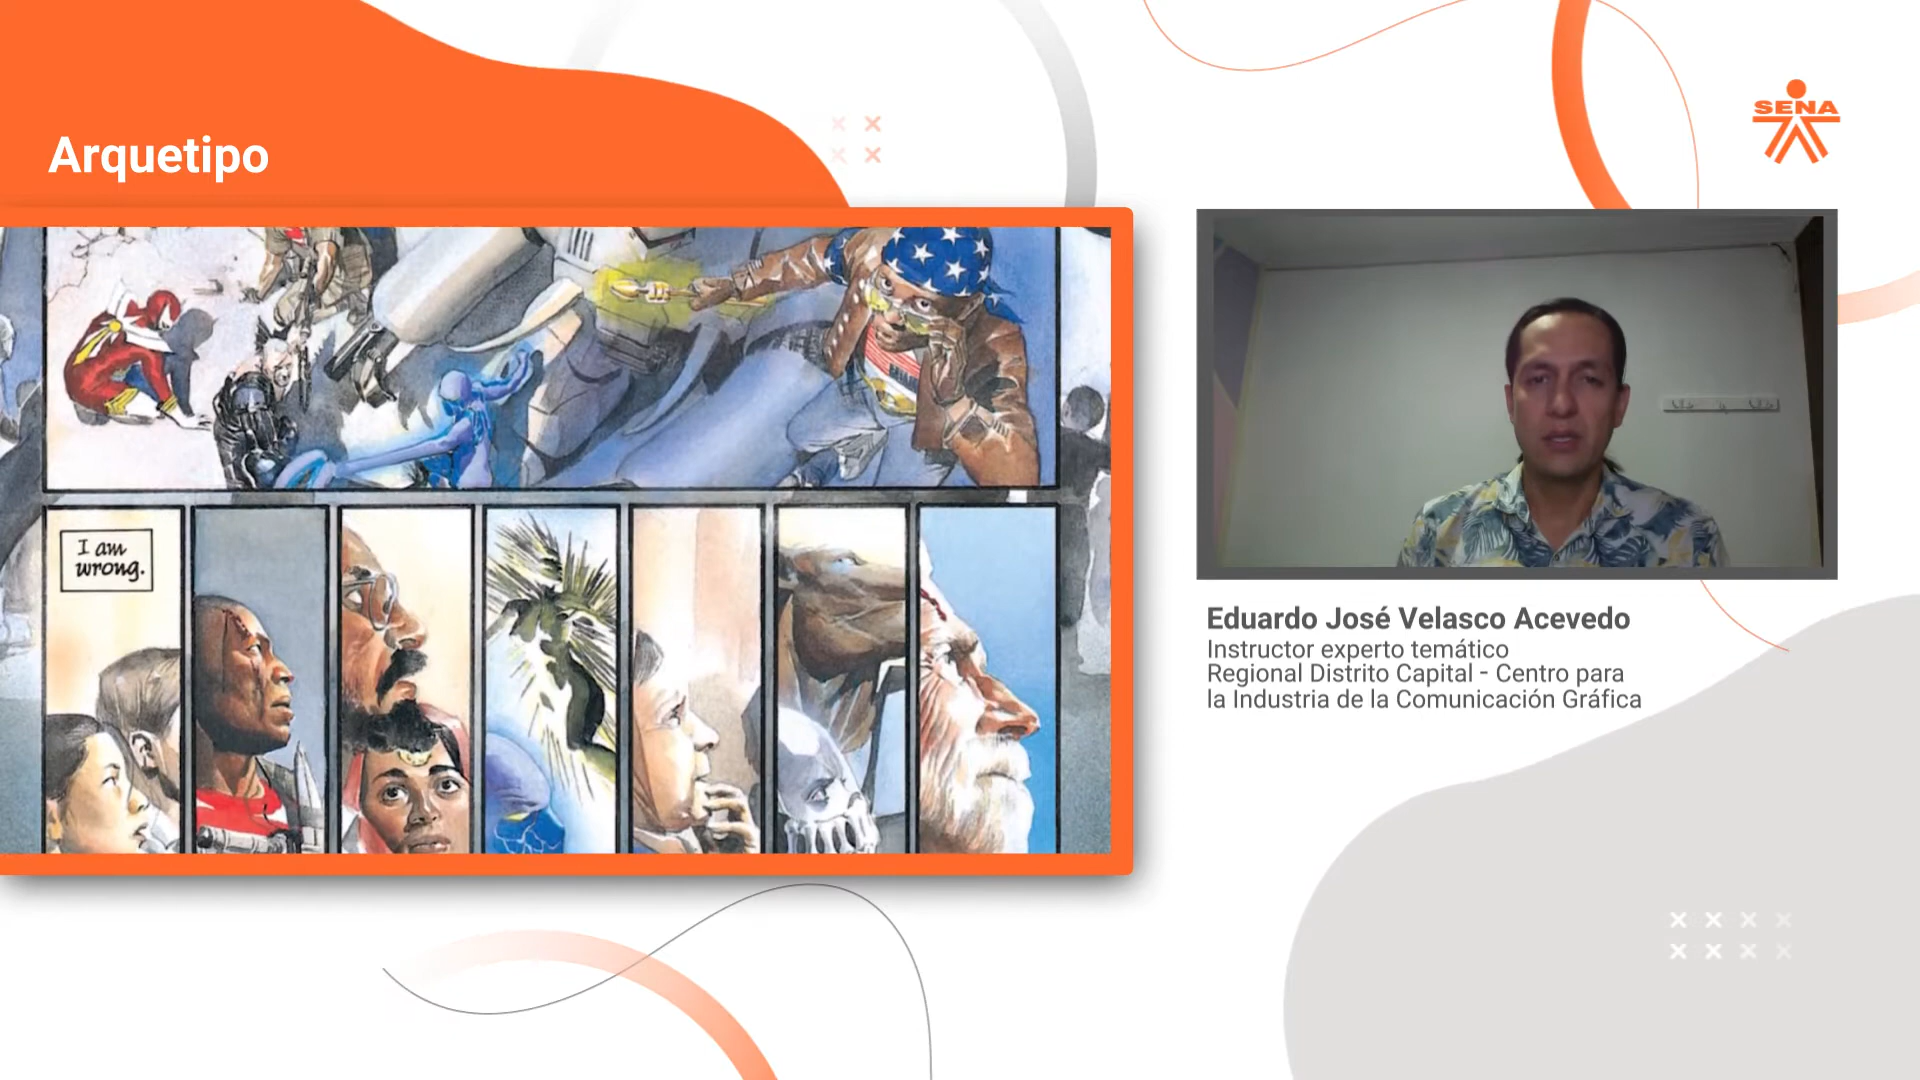 Arquetipo
SENA
I am
wrong.
Eduardo José Velasco Acevedo
Instructor experto temático
Regional Distrito Capital - Centro para
la Industria de la Comunicación Gráfica